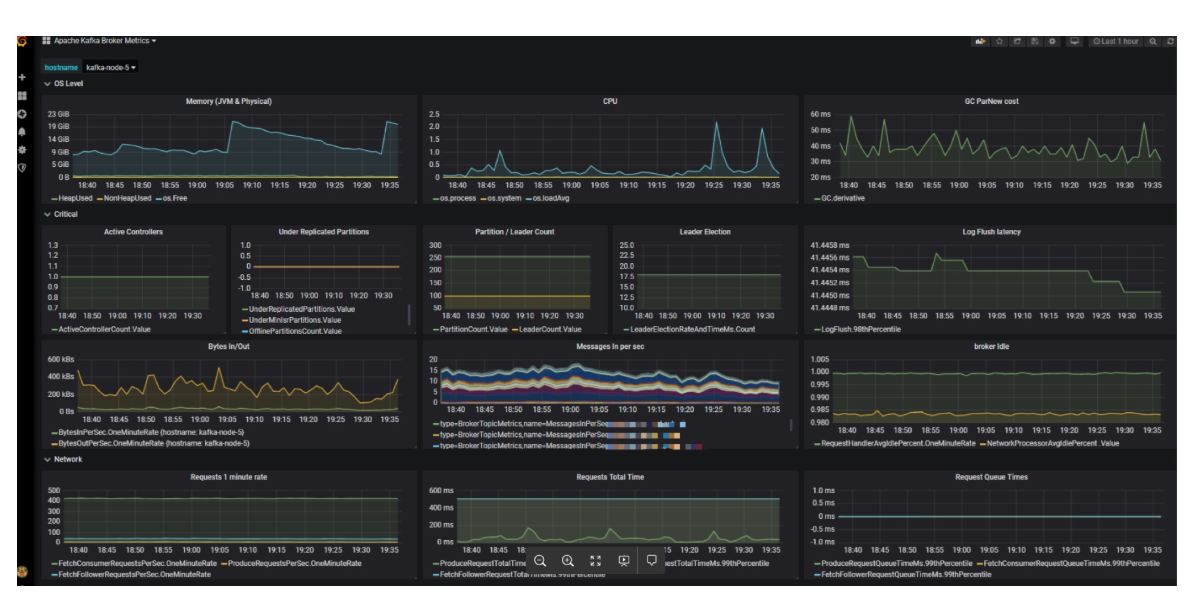 Apache Kafka Broker Metrics
Last 1 hour
hostname kafka-node-5
OS Level
Memory (JVM & Physical)
23 GiB
19 GiB
14 GiB
9 GiB
5 GiB
0 B
18:40 18:45 18:50 18:55 19:00 19:05 19:10 19:15 19:20 19:25 19:30 19:35
HeapUsed NonHeapUsed os.Free
CPU
2.5
2.0
1.5
1.0
0.5
0
18:40 18:45 18:50 18:55 19:00 19:05 19:10 19:15 19:20 19:25 19:30 19:35
os.process os.system os.loadAvg
GC ParNew cost
60 ms
50 ms
40 ms
30 ms
20 ms
18:40 18:45 18:50 18:55 19:00 19:05 19:10 19:15 19:20 19:25 19:30 19:35
GC.derivative
Critical
Active Controllers
1.3
1.2
1.1
1.0
0.9
0.8
0.7
18:40 18:50 19:00 19:10 19:20 19:30
ActiveControllerCount.Value
Under Replicated Partitions
1.0
0.5
0
-0.5
-1.0
18:40 18:50 19:00 19:10 19:20 19:30
UnderReplicatedPartitions.Value
UnderMinIsrPartitions.Value
OfflinePartitionsCount.Value
Partition / Leader Count
300
250
200
150
100
50
18:40 18:50 19:00 19:10 19:20 19:30
PartitionCount.Value LeaderCount.Value
Leader Election
25.0
22.5
20.0
17.5
15.0
12.5
10.0
18:40 18:50 19:00 19:10 19:20 19:30
LeaderElectionRateAndTimeMs.Count
Log Flush latency
41.4458 ms
41.4456 ms
41.4454 ms
41.4452 ms
41.4450 ms
41.4448 ms
18:40 18:45 18:50 18:55 19:00 19:05 19:10 19:15 19:20 19:25 19:30 19:35
LogFlush.98thPercentile
Bytes In/Out
600 kBs
400 kBs
200 kBs
0 Bs
18:40 18:45 18:50 18:55 19:00 19:05 19:10 19:15 19:20 19:25 19:30 19:35
BytesInPerSec.OneMinuteRate (hostname: kafka-node-5)
BytesOutPerSec.OneMinuteRate (hostname: kafka-node-5)
Messages In per sec
20
15
10
5
0
18:40 18:45 18:50 18:55 19:00 19:05 19:10 19:15 19:20 19:25 19:30 19:35
type=BrokerTopicMetrics,name=MessagesInPerSec
type=BrokerTopicMetrics,name=MessagesInPerSec
type=BrokerTopicMetrics,name=MessagesInPerSec
broker Idle
1.005
1.000
0.995
0.990
0.985
0.980
18:40 18:45 18:50 18:55 19:00 19:05 19:10 19:15 19:20 19:25 19:30 19:35
RequestHandlerAvgIdlePercent.OneMinuteRate NetworkProcessorAvgIdlePercent .Value
Network
Requests 1 minute rate
500
400
300
200
100
0
18:40 18:45 18:50 18:55 19:00 19:05 19:10 19:15 19:20 19:25 19:30 19:35
FetchConsumerRequestsPerSec.OneMinuteRate ProduceRequestsPerSec.OneMinuteRate
FetchFollowerRequestsPerSec.OneMinuteRate
Requests Total Time
600 ms
400 ms
200 ms
0 ms
18:40 18:45 18:50 15 19:20 19:25 19:30 19:35
ProduceRequestTotalTime estTotalTimeMs.99thPercentile
FetchFollowerRequestTotalTimeMs.99thPercentile
Request Queue Times
1.0 ms
0.5 ms
0 ms
-0.5 ms
-1.0 ms
18:40 18:45 18:50 18:55 19:00 19:05 19:10 19:15 19:20 19:25 19:30 19:35
ProduceRequestQueueTimeMs.99thPercentile FetchConsumerRequestQueueTimeMs.99thPercentile
FetchFollowerRequestQueueTimeMs.99thPercentile